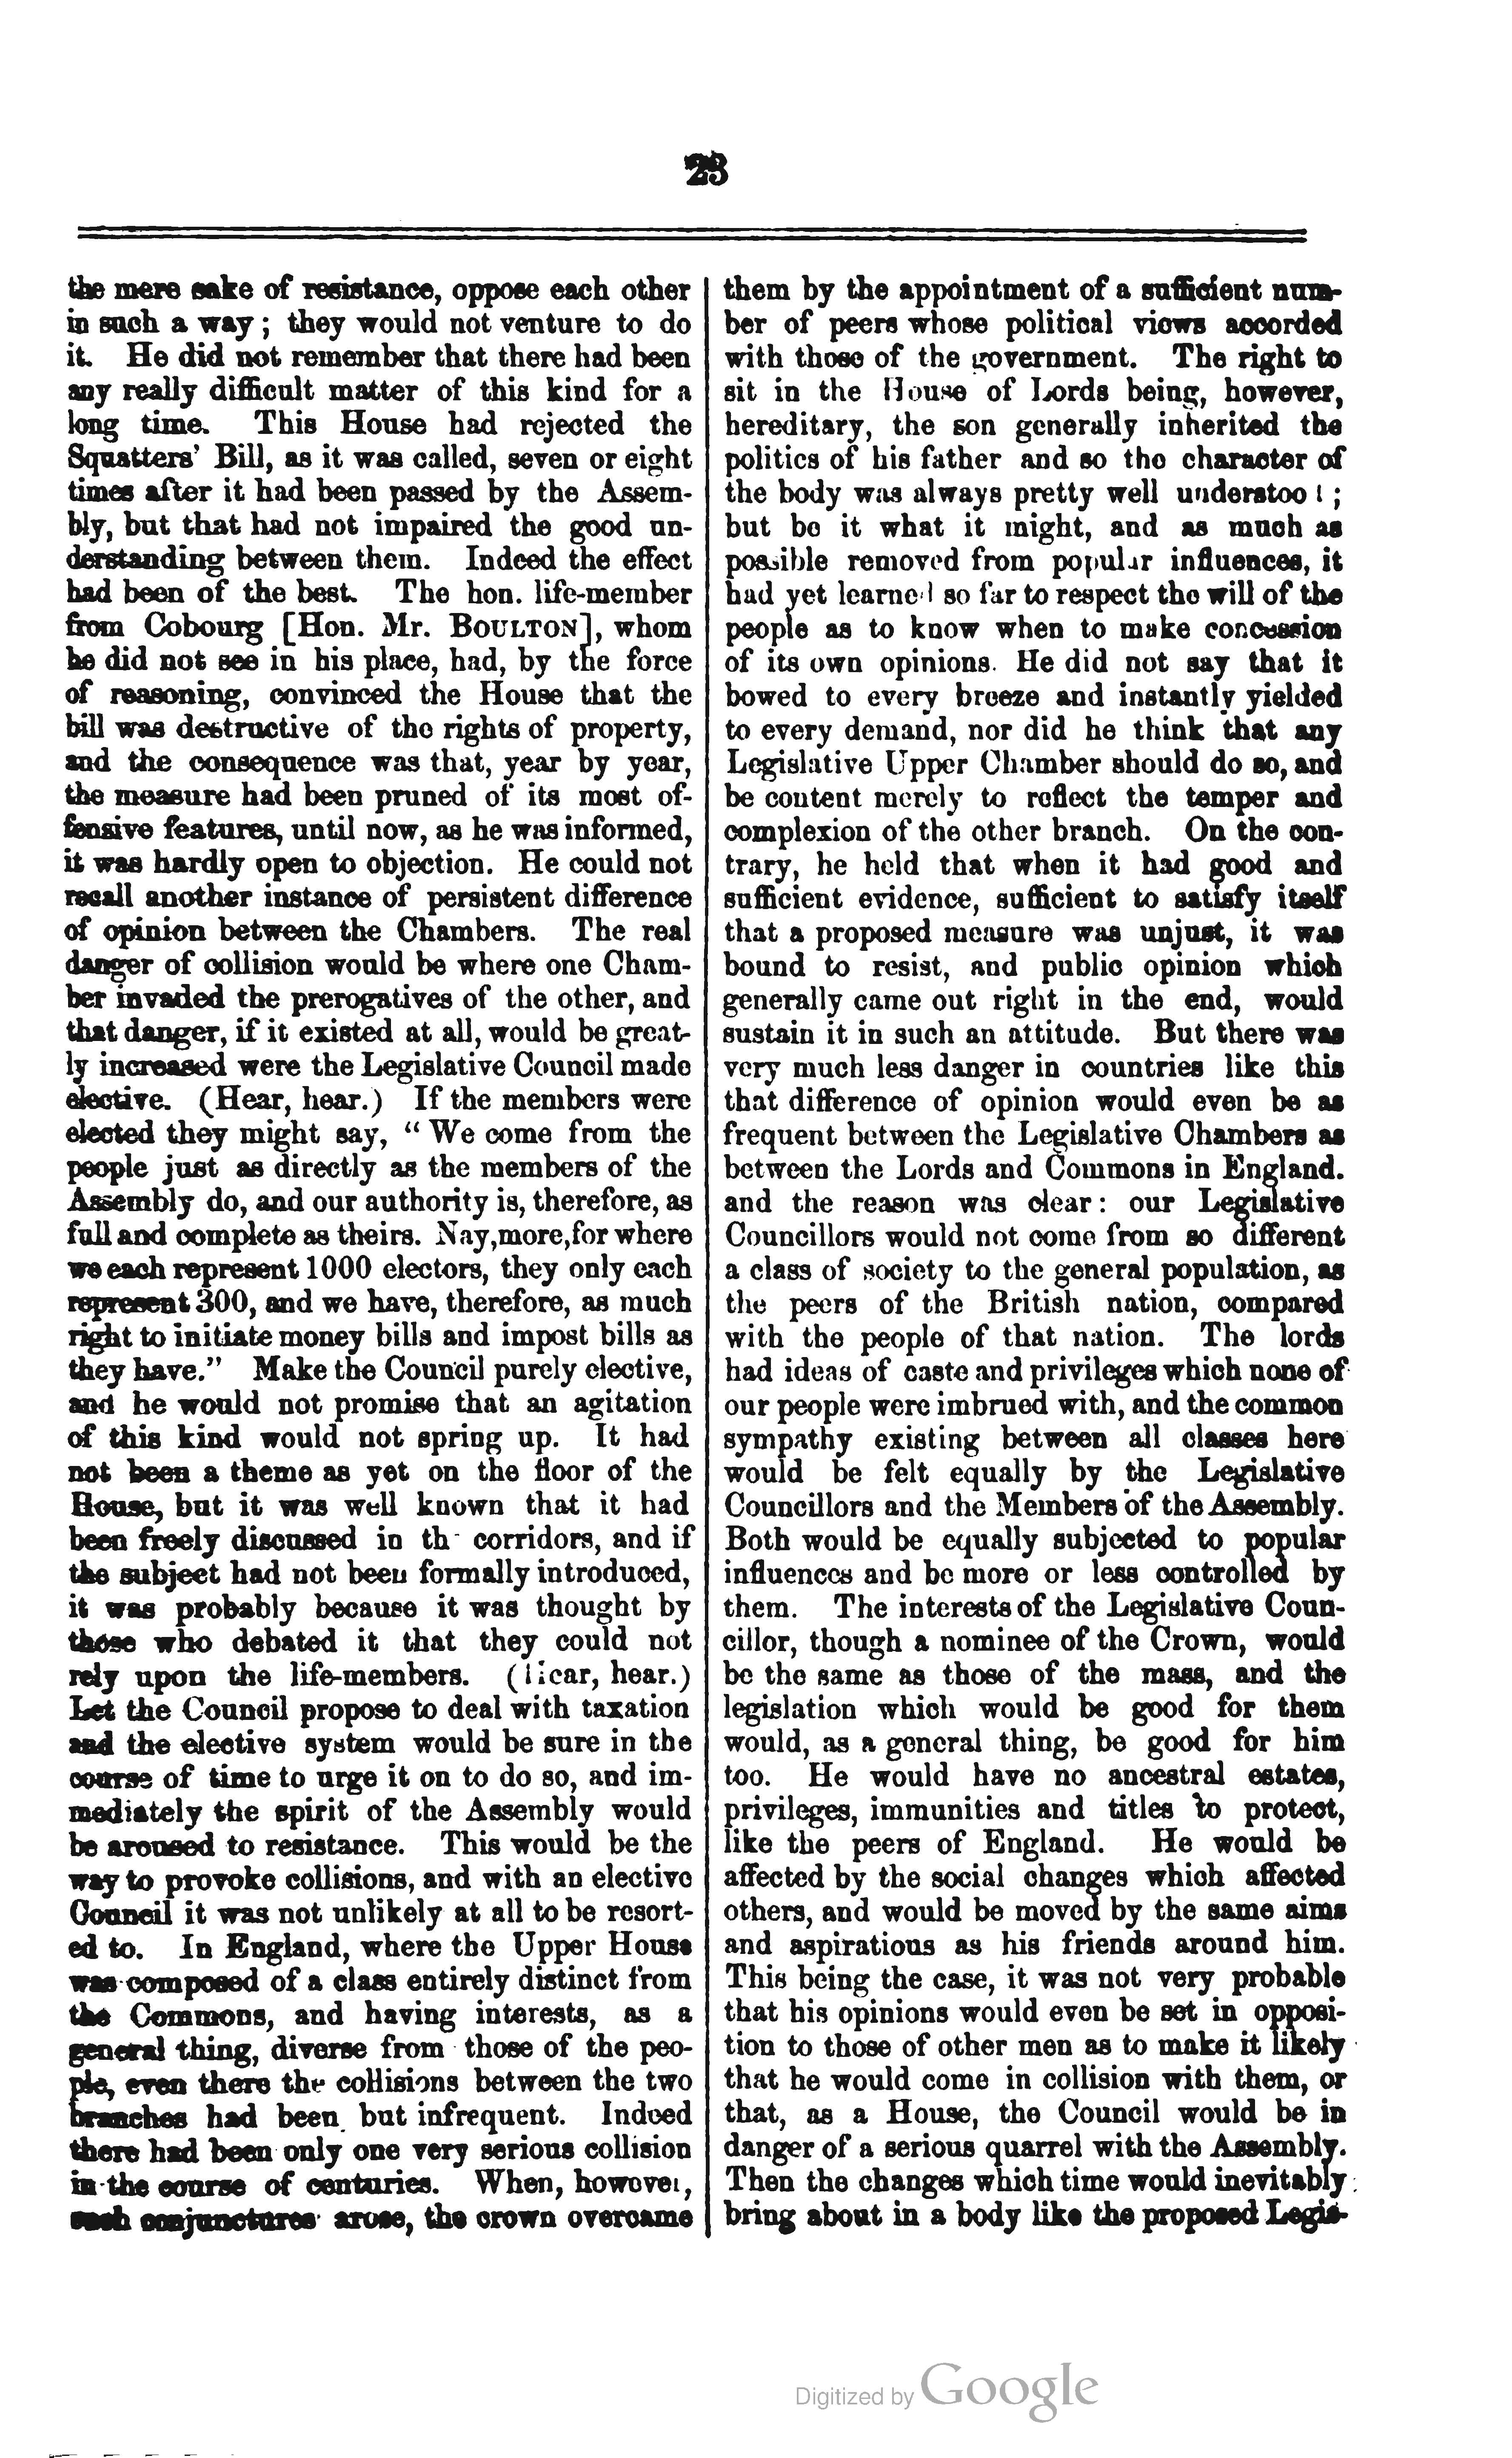 23
the mere sake of resistance, oppose each other
in such a way; they would not venture to do
it. He did not remember that there had been
any really difficult matter of this kind for a
long time. This House had rejected the
Squatters' Bill, as it was called, seven or eight
times after it had been passed by the Assem-
bly, but that had not impaired the good un-
derstanding between them. Indeed the effect
had been of the best. The hon. life-member
from Cobourg [Hon. Mr. BOULTON], whom
he did not see in his place, had, by the force
of reasoning, convinced the House that the
bill was destructive of the rights of property,
and the consequence was that, year by year,
the measure had been pruned of its most of-
fensive features, until now, as he was informed,
it was hardly open to objection. He could not
recall another instance of persistent difference
of opinion between the Chambers. The real
danger of collision would be where one Cham-
ber invaded the prerogatives of the other, and
that danger, if it existed at all, would be great-
ly increased were the Legislative Council made
elective. (Hear, hear.) If the members were
elected they might say, "We come from the
people just as directly as the members of the
Assembly do, and our authority is, therefore, as
full and complete as theirs. Nay, more, for where
we each represent 1000 electors, they only each
represent 300, and we have, therefore, as much
right to initiate money bills and impost bills as
they have." Make the Council purely elective,
and he would not promise that an agitation
of this kind would not spring up. It had
not been a theme as yet on the floor of the
House, but it was well known that it had
been freely discussed in th- corridors, and if
the subject had not been formally introduced,
it was probably because it was thought by
those who debated it that they could not
rely upon the life-members. (Hear, hear.)
Let the Council propose to deal with taxation
and the elective system would be sure in the
course of time to urge it on to do so, and im-
mediately the spirit of the Assembly would
be aroused to resistance. This would be the
way to provoke collisions, and with an elective
Council it was not unlikely at all to be resort-
ed to. In England, where the Upper House
was composed of a class entirely distinct from
the Commons, and having interests, as a
general thing, diverse from those of the peo-
ple, even there the collisions between the two
branches had been but infrequent. Indeed
there had been only one very serious collision
in the course of centuries. When, however,
such conjunctures arose, the crown overcame
them by the appointment of a sufficient num-
ber of peers whose political views accorded
with those of the government. The right to
sit in the House of Lords being, however,
hereditary, the son generally inherited the
politics of his father and so the character of
the body was always pretty well understood;
but be it what it might, and as much as
possible removed from popular influences, it
had yet learned so far to respect the will of the
people as to know when to make concession
of its own opinions. He did not say that it
bowed to every breeze and instantly yielded
to every demand, nor did he think that any
Legislative Upper Chamber should do so, and
be content merely to reflect the temper and
complexion of the other branch. On the con-
trary, he held that when it had good and
sufficient evidence, sufficient to satisfy itself
that a proposed measure was unjust, it was
bound to resist, and public opinion which
generally came out right in the end, would
sustain it in such an attitude. But there was
very much less danger in countries like this
that difference of opinion would even be as
frequent between the Legislative Chambers as
between the Lords and Commons in England.
and the reason was clear: our Legislative
Councillors would not come from so different
a class of society to the general population, as
the peers of the British nation, compared
with the people of that nation. The lords
had ideas of caste and privileges which none of
our people were imbrued with, and the common
sympathy existing between all classes here
would be felt equally by the Legislative
Councillors and the Members of the Assembly.
Both would be equally subjected to popular
influences and be more or less controlled by
them. The interests of the Legislative Coun-
cillor, though a nominee of the Crown, would
be the same as those of the mass, and the
legislation which would be good for them
would, as a general thing, be good for him
too. He would have no ancestral estates,
privileges, immunities and titles to protect,
like the peers of England. He would be
affected by the social changes which affected
others, and would be moved by the same aims
and aspirations as his friends around him.
This being the case, it was not very probable
that his opinions would even be set in opposi-
tion to those of other men as to make it likely
that he would come in collision with them, or
that, as a House, the Council would be in
danger of a serious quarrel with the Assembly.
Then the changes which time would inevitably
bring about in a body like the proposed Legis-
Digitized by Google